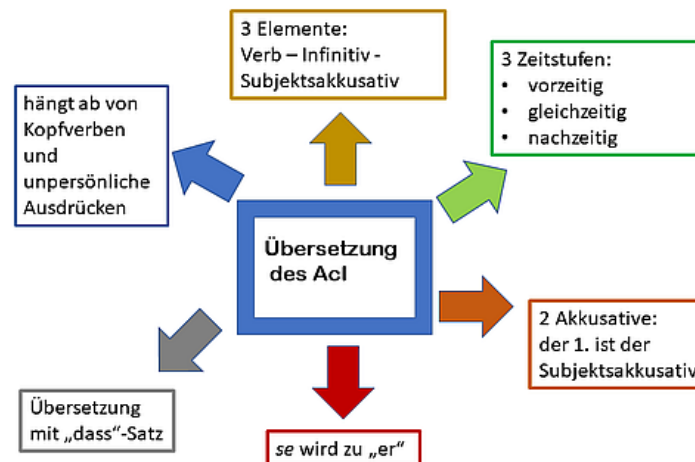 3 Elemente:
Verb – Infinitiv -
Subjektsakkusativ
3 Zeitstufen:
• vorzeitig
• gleichzeitig
• nachzeitig
hängt ab von
Kopfverben
und
unpersönliche
Ausdrücken
Übersetzung
des AcI
2 Akkusative:
der 1. ist der
Subjektsakkusativ
Übersetzung
mit „dass“-Satz
se wird zu „er“